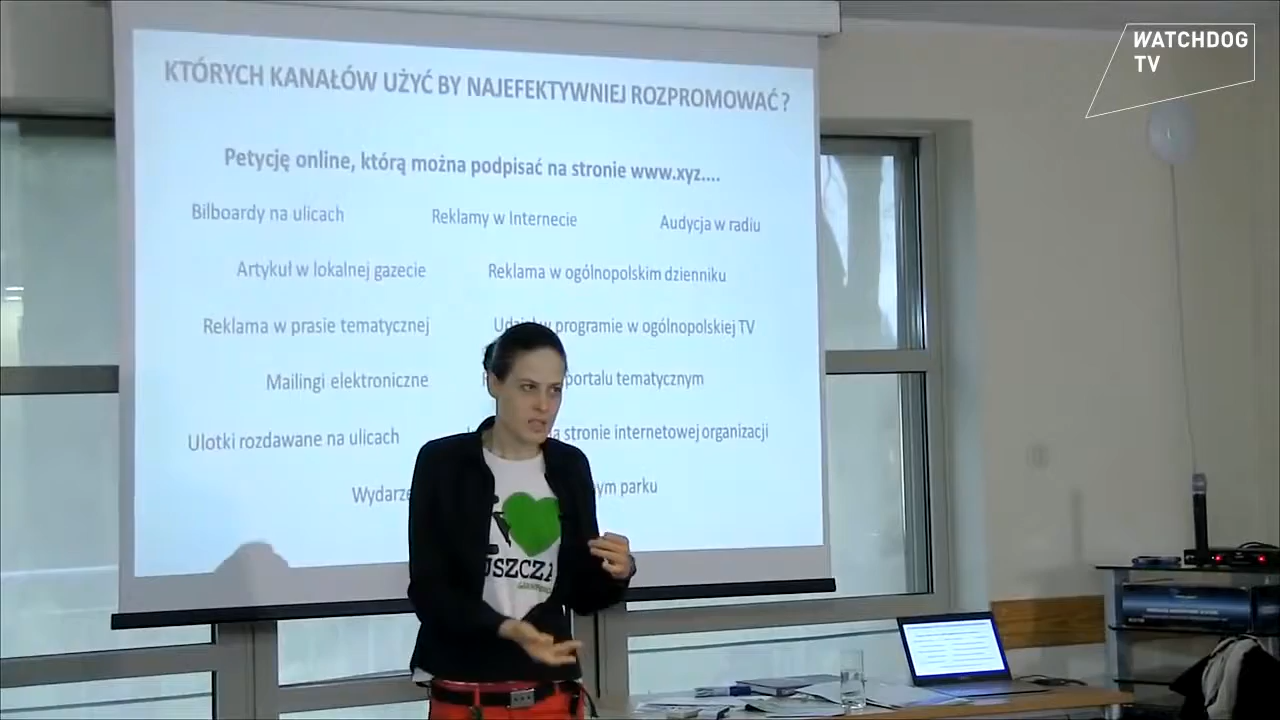 WATCHDOG
TV
KTÓRYCH KANAŁÓW UŻYĆ BY NAJEFEKTYWNIEJ ROZPROMOWAĆ ?
Petycję online, którą można podpisać na stronie www.xyz....
Bilboardy na ulicach Reklamy w Internecie Audycja w radiu
Artykuł w lokalnej gazecie Reklama w ogólnopolskim dzienniku
Reklama w prasie tematycznej w programie w ogólnopolskiej TV
Mailingi elektroniczne portalu tematycznym
Ulotki rozdawane na ulicach stronie internetowej organizacji
parku